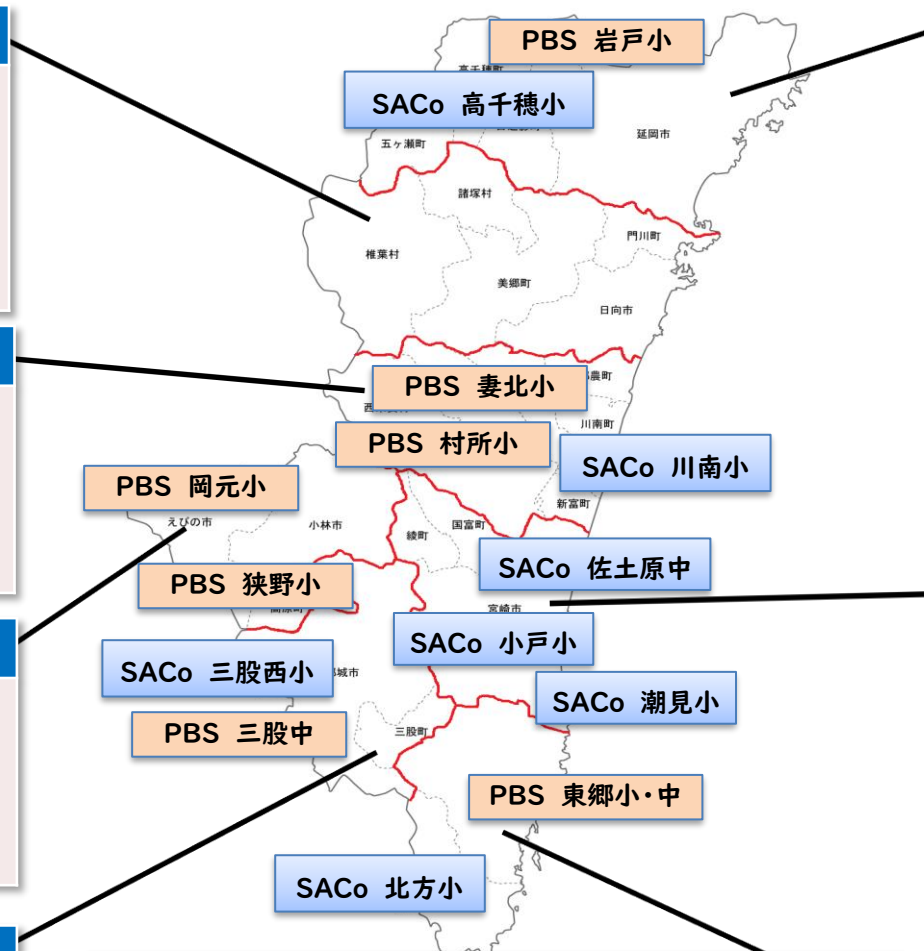 PBS 岩戸小
SACo 高千穂小
延岡市
五ヶ瀬町
諸塚村
門川町
椎葉村
美郷町
日向市
PBS 妻北小
農町
川南町
PBS 村所小
SACo 川南小
PBS 岡元小
新富町
えびの市
小林市
国富町
綾町
SACo 佐土原中
PBS 狭野小
宮崎市
SACo 小戸小
SACo 三股西小
城市
SACo 潮見小
PBS 三股中
三股町
PBS 東郷小・中
SACo 北方小